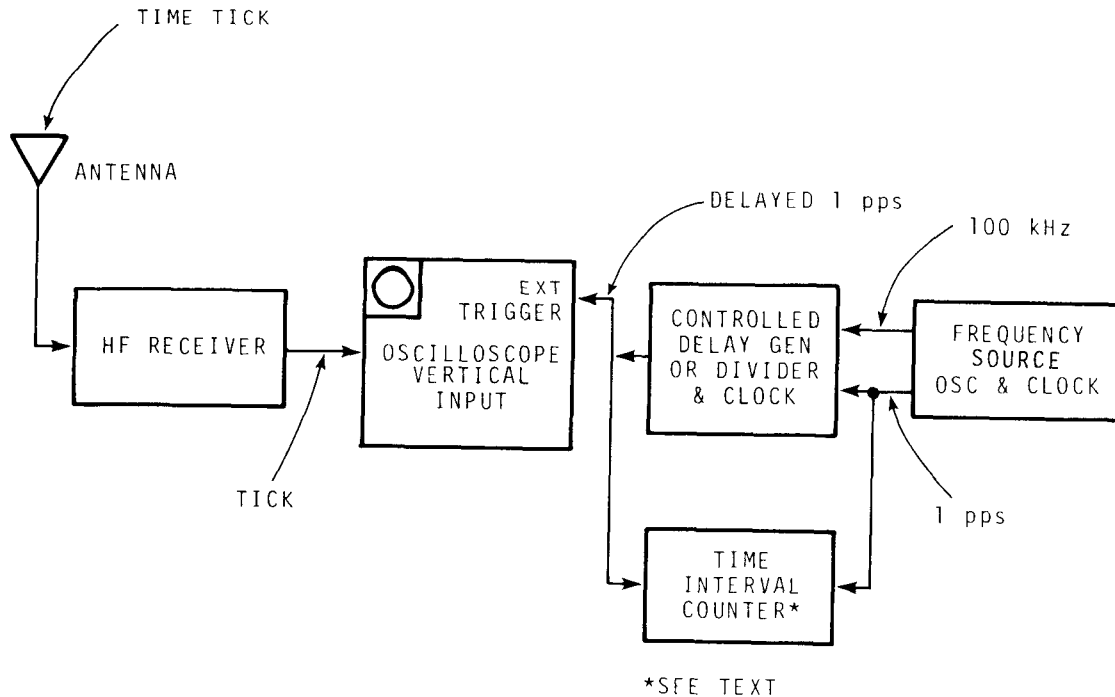 TIME TICK
ANTENNA
DELAYED 1 pps
100 kHz
HF RECEIVER
EXT
TRIGGER
OSCILLOSCOPE
VERTICAL
INPUT
CONTROLLED
DELAY GEN
OR DIVIDER
& CLOCK
FREQUENCY
SOURCE
OSC & CLOCK
TICK
1 pps
TIME
INTERVAL
COUNTER*
*SEE TEXT